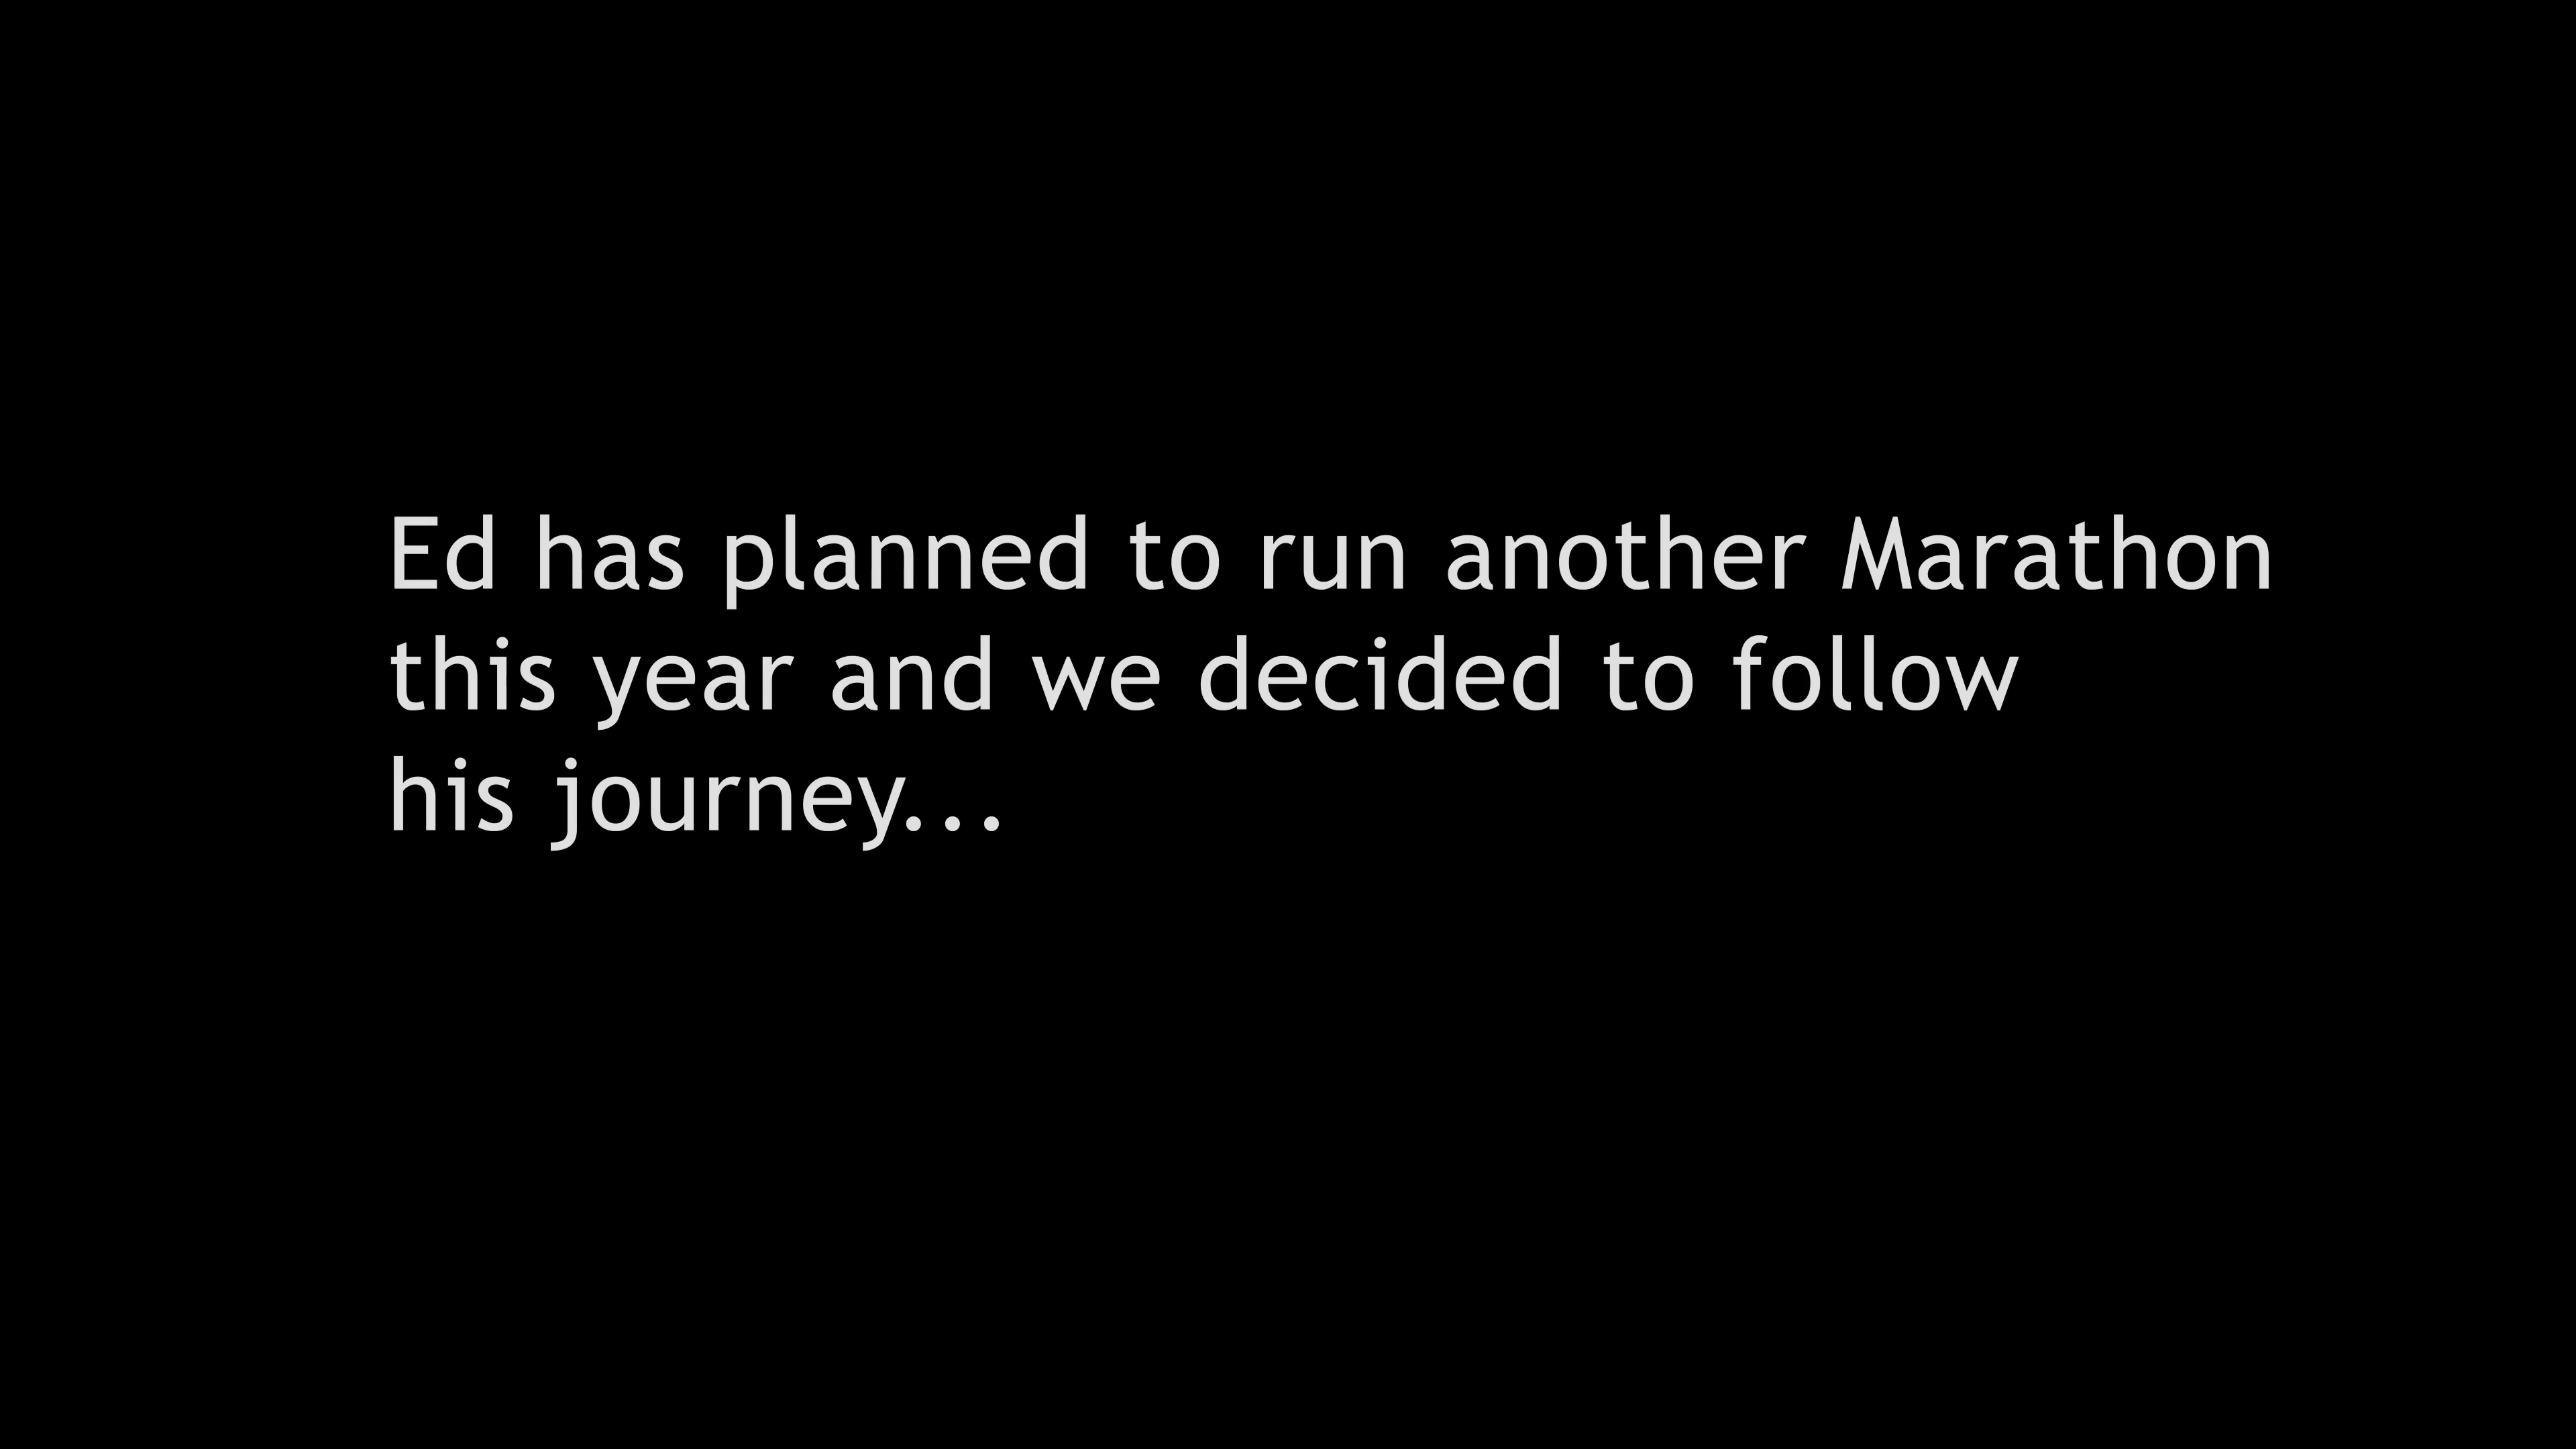 Ed has planned to run another Marathon
this year and we decided to follow
his journey...